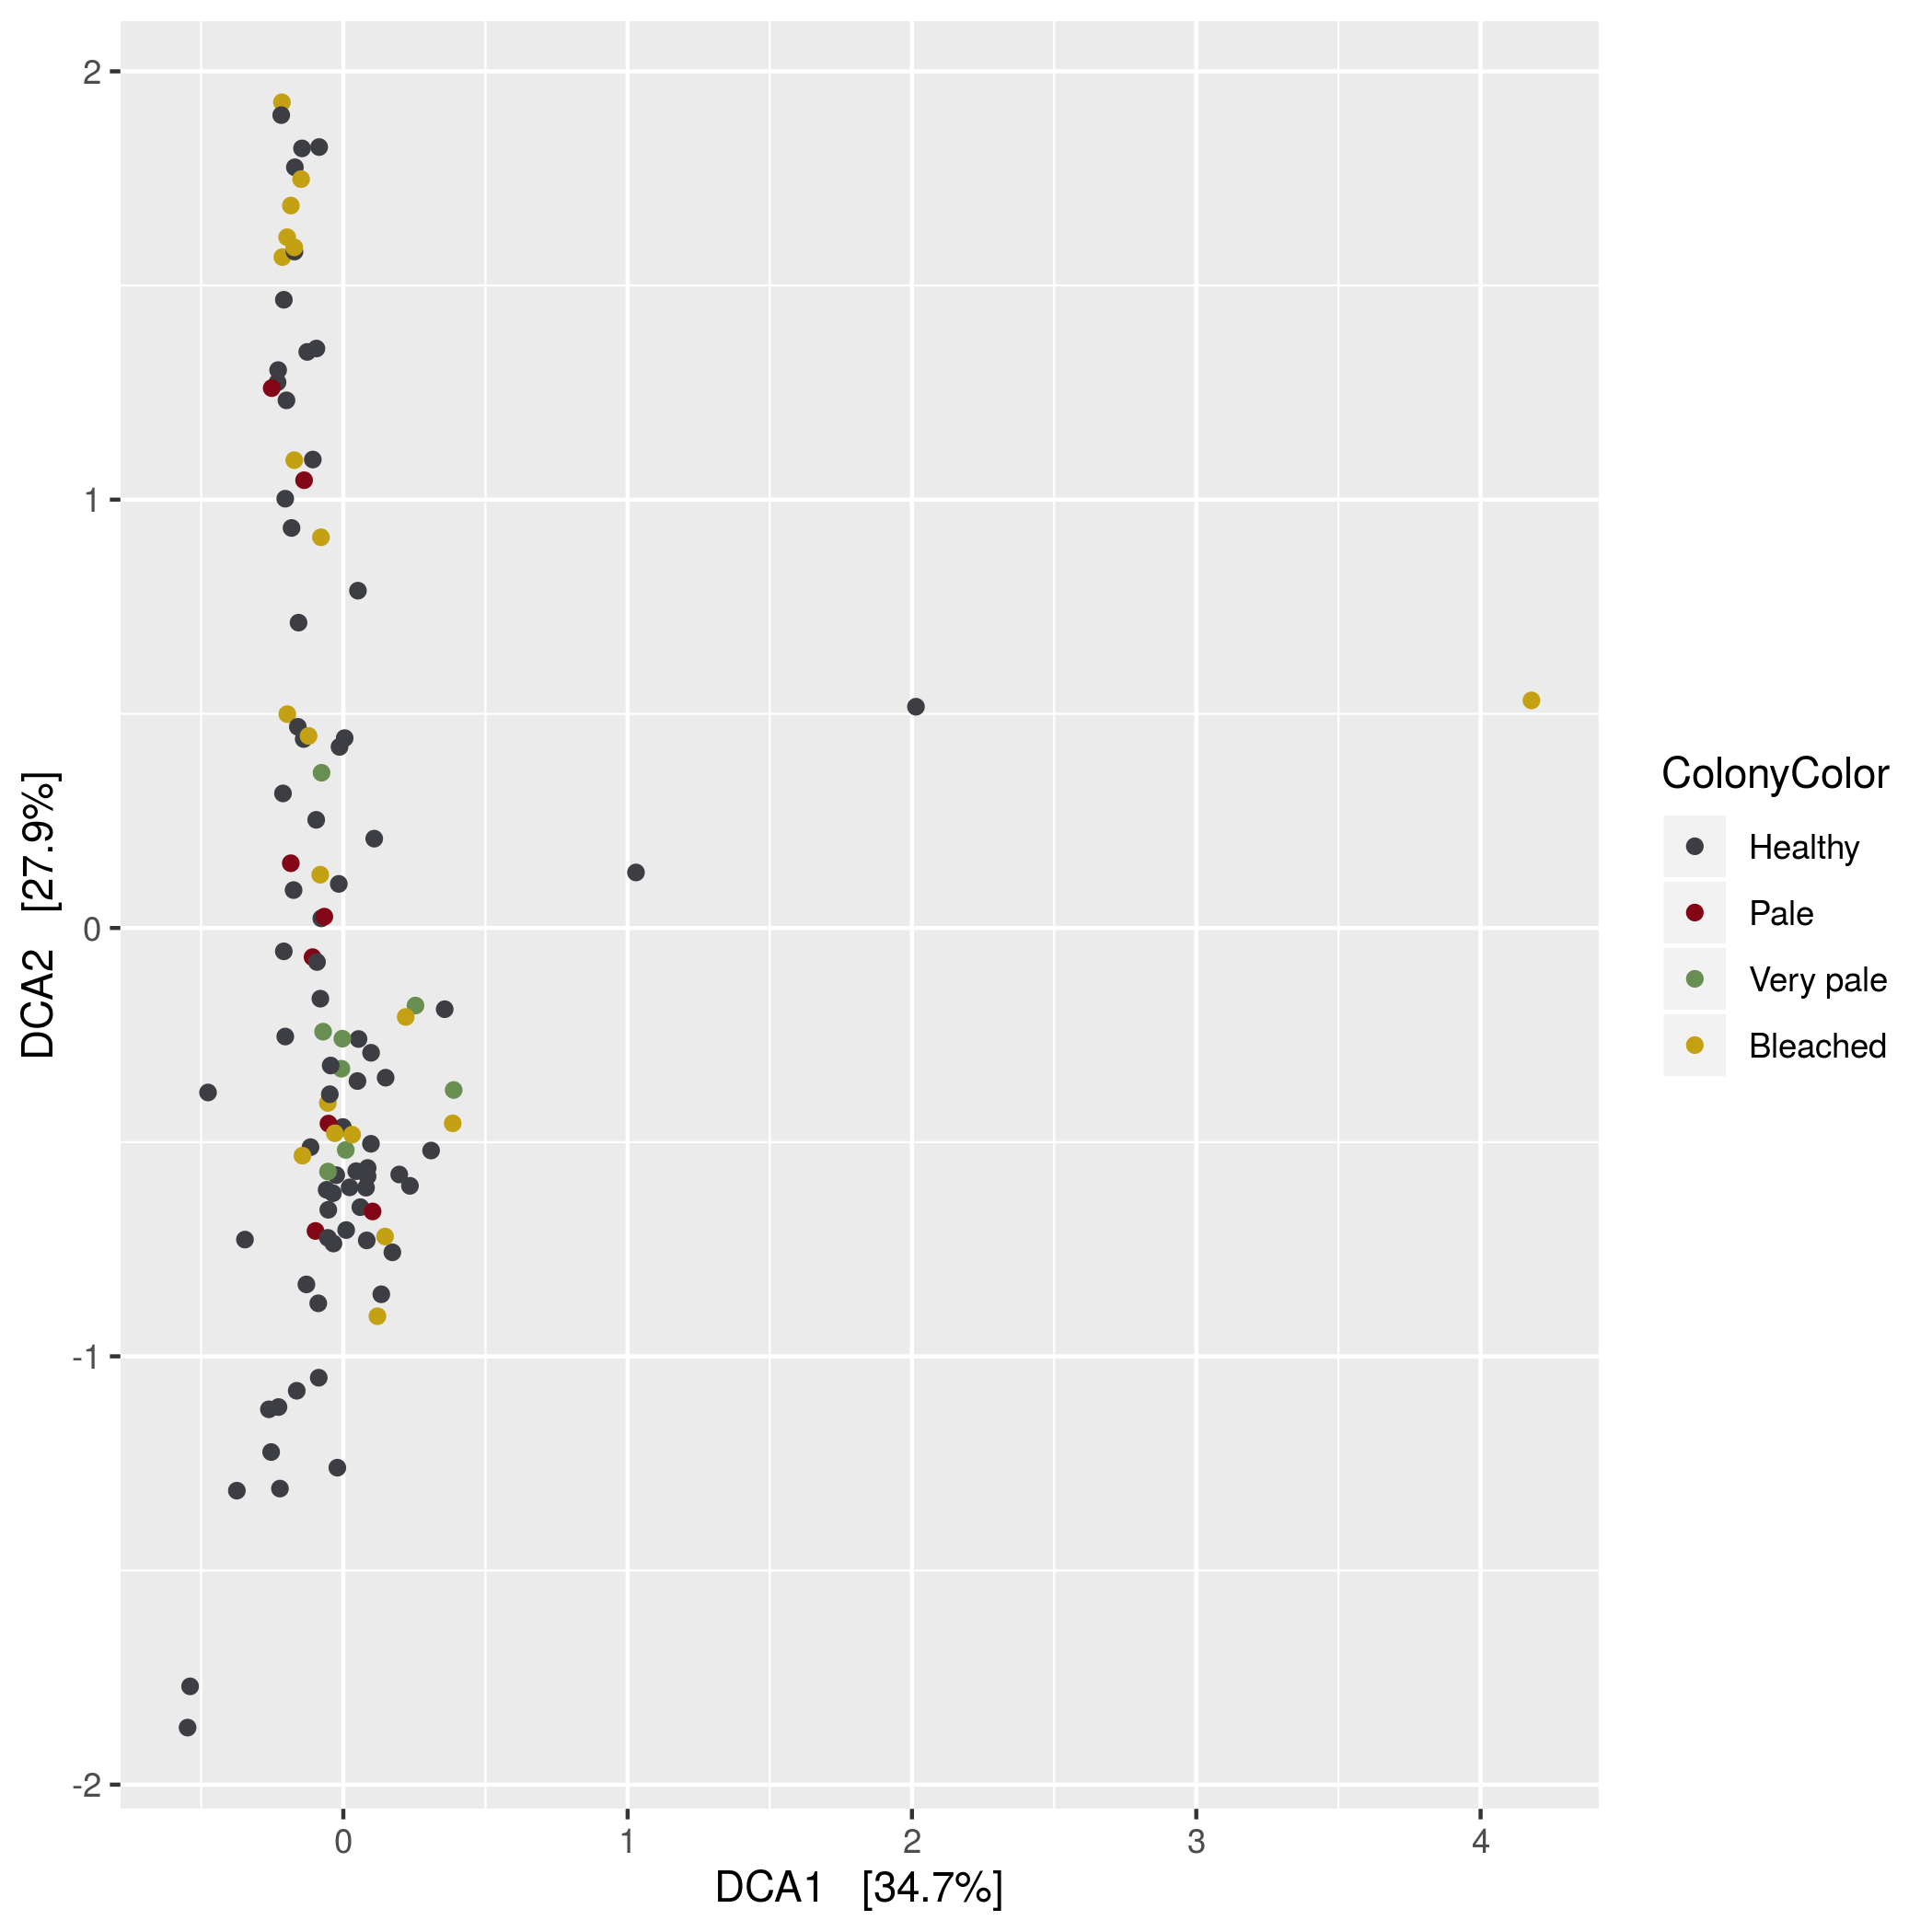 2
1
0
-1
-2
DCA2 [27.9%]
0 1 2 3 4
DCA1 [34.7%]
ColonyColor
Healthy
Pale
Very pale
Bleached